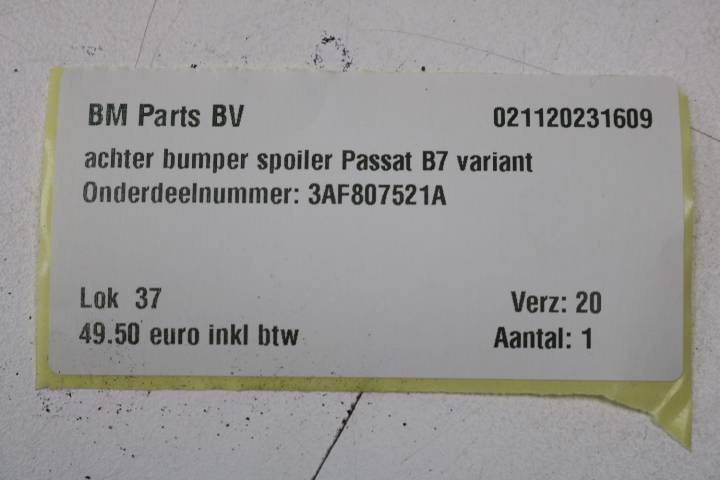 BM Parts BV 021120231609
achter bumper spoiler Passat B7 variant
Onderdeelnummer: 3AF807521A
Lok 37 Verz: 20
49.50 euro inkl btw Aantal: 1